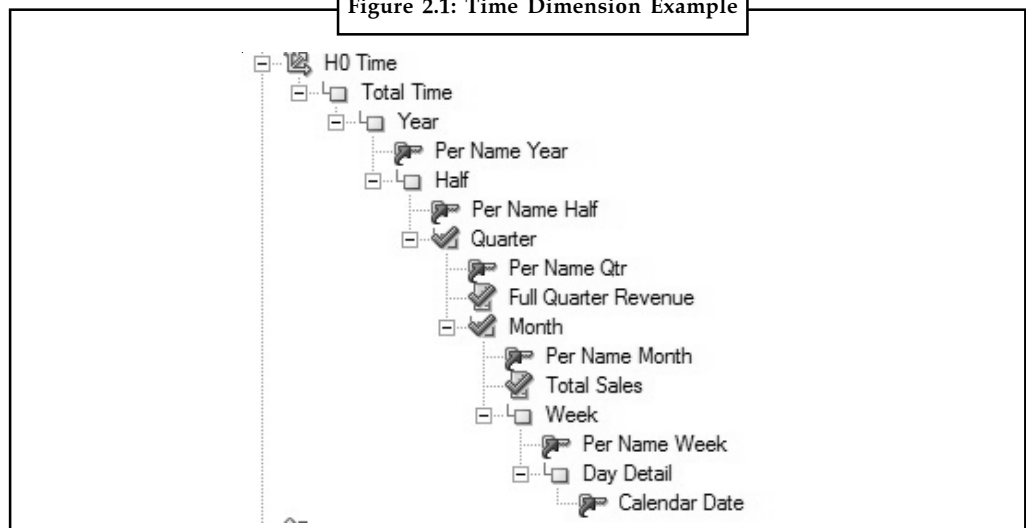 Figure 2.1: Time Dimension Example
H0 Time
Total Time
Year
Per Name Year
Half
Per Name Half
Quarter
Per Name Qtr
Full Quarter Revenue
Month
Per Name Month
Total Sales
Week
Per Name Week
Day Detail
Calendar Date